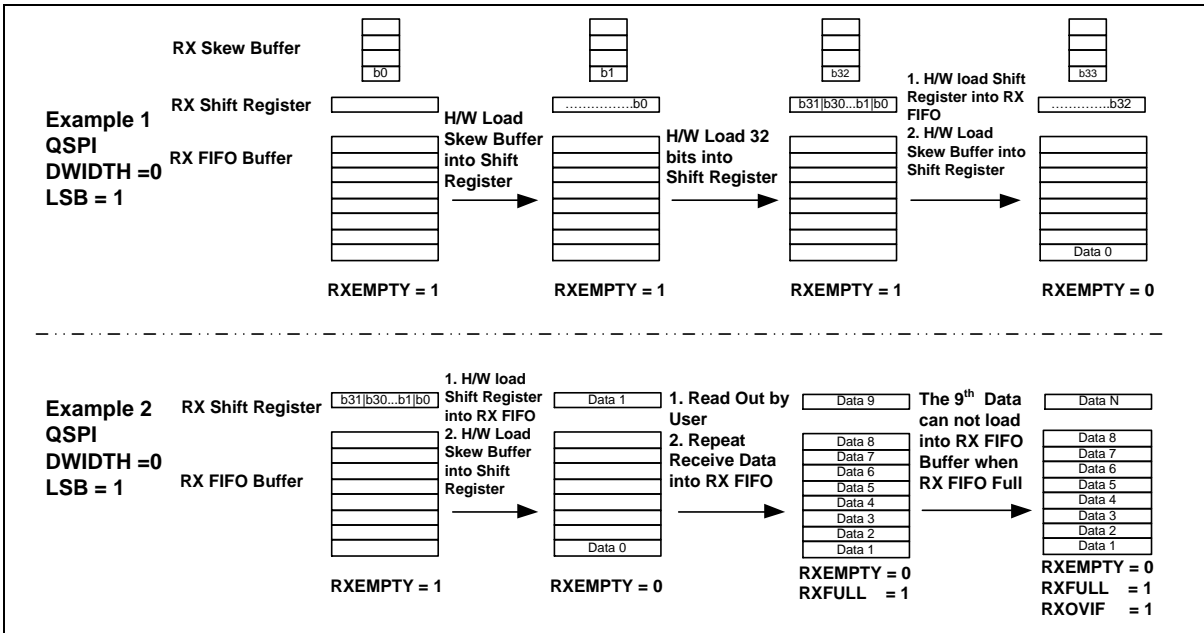 RX Skew Buffer
b0
b1
b32
b33
Example 1
QSPI
DWIDTH =0
LSB = 1
RX Shift Register
................b0
b31|b30...b1|b0
..............b32
RX FIFO Buffer
H/W Load
Skew Buffer
into Shift
Register
H/W Load 32
bits into
Shift Register
1. H/W load Shift
Register into RX
FIFO
2. H/W Load
Skew Buffer into
Shift Register
Data 0
RXEMPTY = 1
RXEMPTY = 1
RXEMPTY = 1
RXEMPTY = 0
Example 2
QSPI
DWIDTH =0
LSB = 1
RX Shift Register
b31|b30...b1|b0
RX FIFO Buffer
1. H/W load
Shift Register
into RX FIFO
2. H/W Load
Skew Buffer
into Shift
Register
Data 1
Data 0
1. Read Out by
User
2. Repeat
Receive Data
into RX FIFO
Data 9
Data 8
Data 7
Data 6
Data 5
Data 4
Data 3
Data 2
Data 1
The 9th Data
can not load
into RX FIFO
Buffer when
RX FIFO Full
Data N
Data 8
Data 7
Data 6
Data 5
Data 4
Data 3
Data 2
Data 1
RXEMPTY = 1
RXEMPTY = 0
RXEMPTY = 0
RXFULL = 1
RXEMPTY = 0
RXFULL = 1
RXOVIF = 1